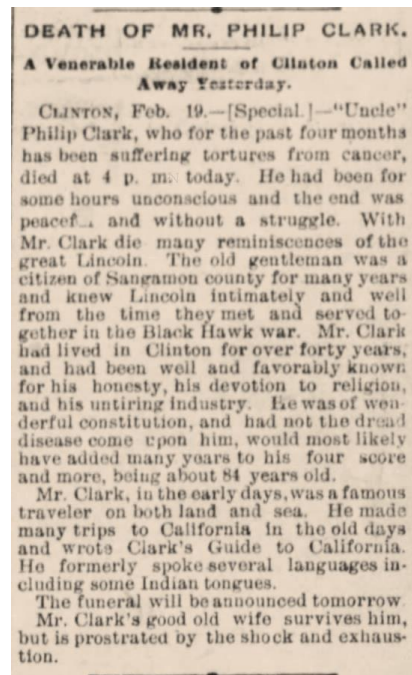 DEATH OF MR. PHILIP CLARK.
A Venerable Resident of Clinton Called
Away Yesterday.
CLINTON, Feb. 19.—[Special.]—"Uncle"
Philip Clark, who for the past four months
has been suffering tortures from cancer,
died at 4 p. m. today. He had been for
some hours unconscious and the end was
peacef.. and without a struggle. With
Mr. Clark die many reminiscences of the
great Lincoln. The old gentleman was a
citizen of Sangamon county for many years
and knew Lincoln intimately and well
from the time they met and served to-
gether in the Black Hawk war. Mr. Clark
had lived in Clinton for over forty years,
and had been well and favorably known
for his honesty, his devotion to religion,
and his untiring industry. He was of won-
derful constitution, and had not the dread
disease come upon him, would most likely
have added many years to his four score
and more, being about 84 years old.
Mr. Clark, in the early days, was a famous
traveler on both land and sea. He made
many trips to California in the old days
and wrote Clark's Guide to California.
He formerly spoke several languages in-
cluding some Indian tongues.
The funeral will be announced tomorrow
Mr. Clark's good old wife survives him,
but is prostrated by the shock and exhaus-
tion.